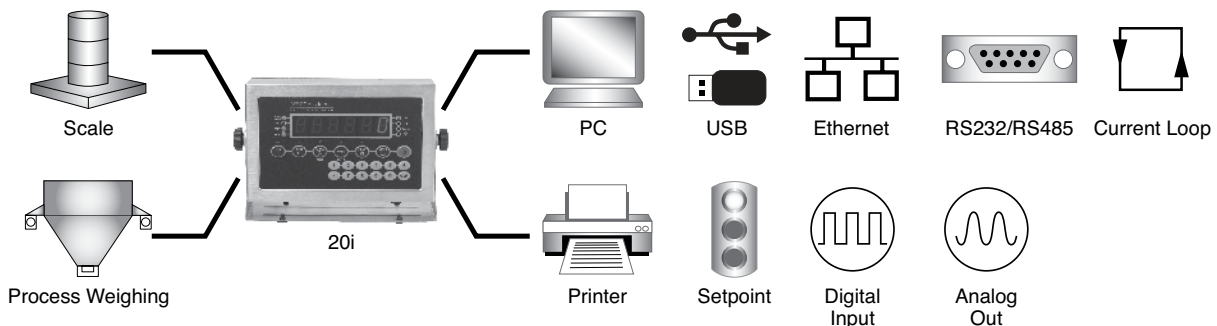 Scale
PC
USB
Ethernet
RS232/RS485
Current Loop
20i
Process Weighing
Printer
Setpoint
Digital
Input
Analog
Out